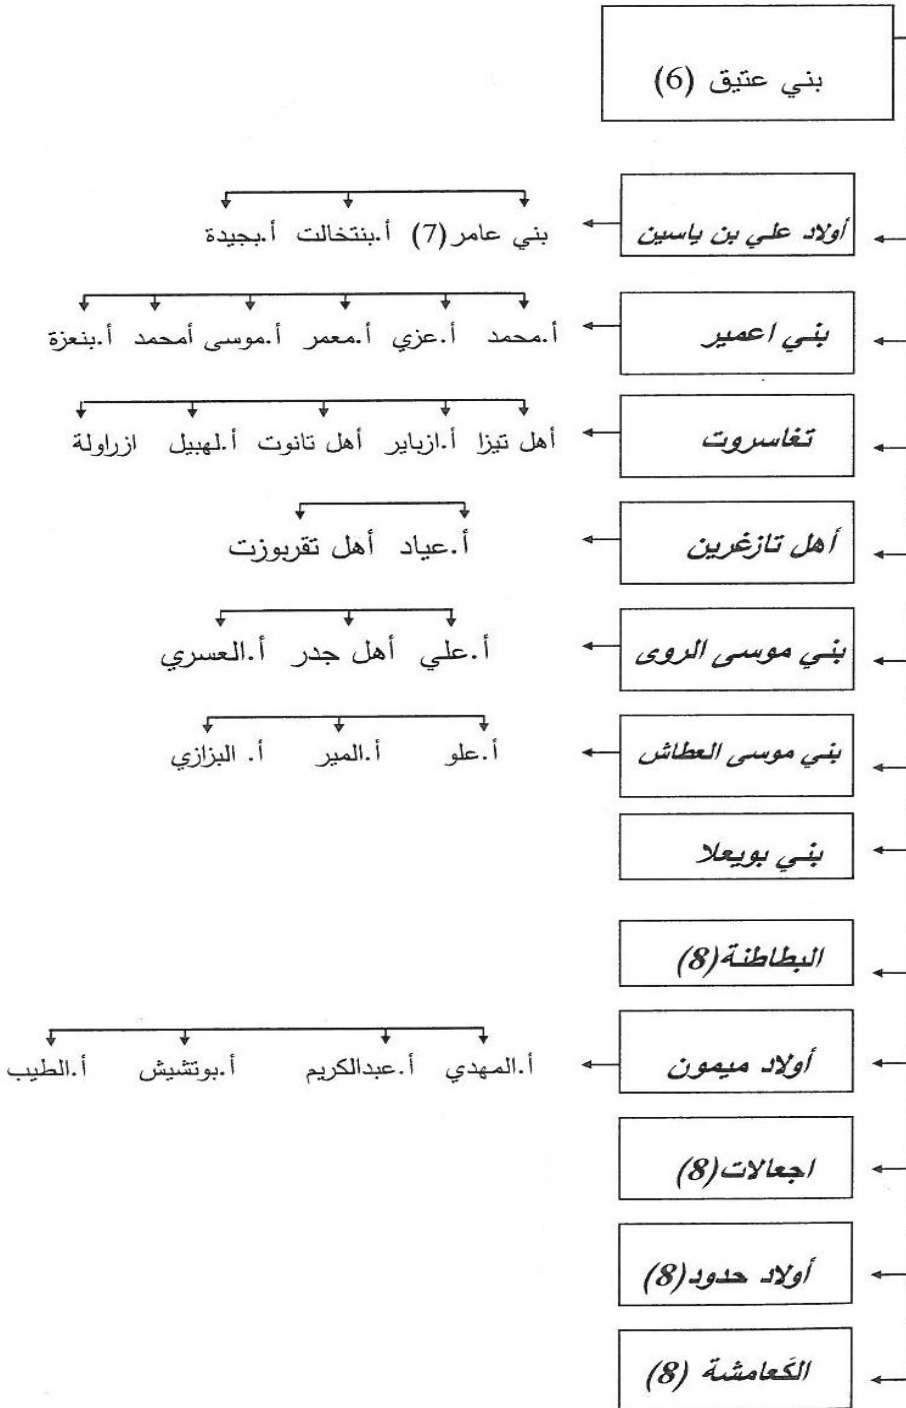 بني عتيق (6)
أولاد علي بن ياسين
بني عامر(7) أ.بنتخالت أ.بجيدة
بني اعمير
أ.محمد أ.عزي أ.معمر أ.موسى أمحمد أ.بنعزة
تغاسروت
أهل تيزا أ.ازباير أهل تانوت أ.لهبيل ازراولة
أهل تازغرين
أ.عياد أهل تقربوزت
بني موسى الروى
أ.علي أهل جدر أ.العسري
بني موسى العطاش
أ.علو أ.المير أ. البزازي
بني بويعلا
البطاطنة(8)
أولاد ميمون
أ.المهدي أ.عبدالكريم أ.بوتشيش أ.الطيب
اجعالات(8)
أولاد حدود(8)
الكَعامشة (8)